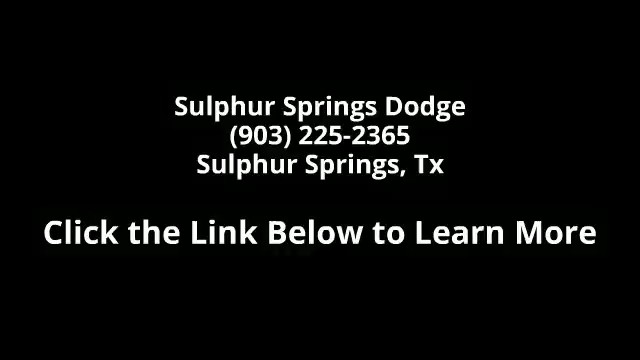 Sulphur Springs Dodge
(903) 225-2365
Sulphur Springs, Tx
Click the Link Below to Learn More